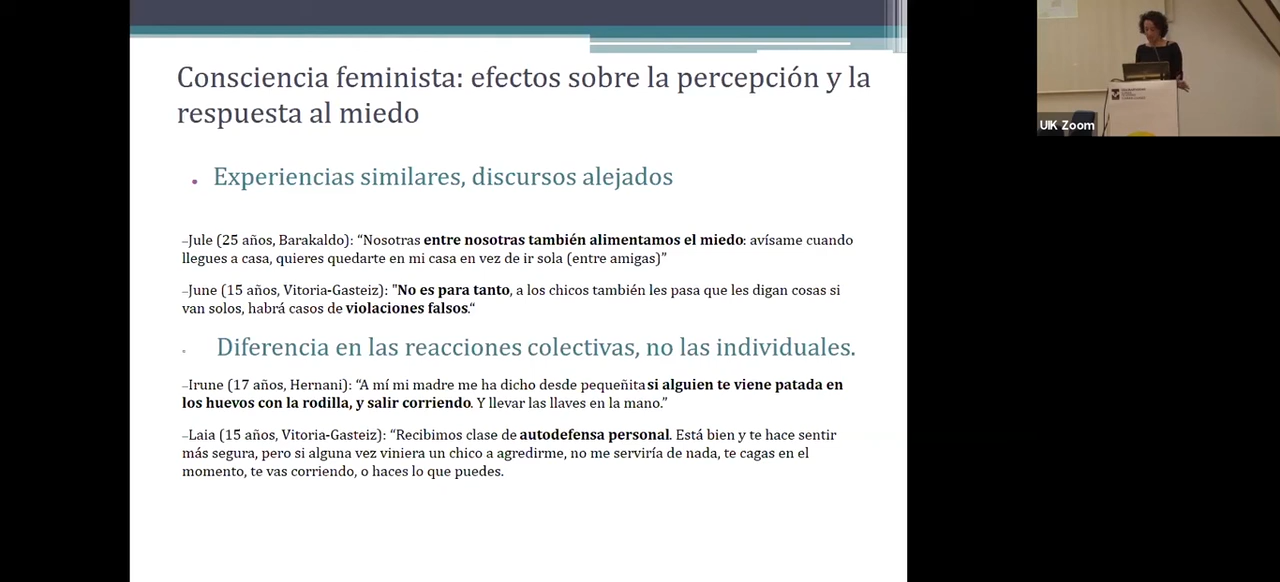 Consciencia feminista: efectos sobre la percepción y la
respuesta al miedo
• Experiencias similares, discursos alejados
–Jule (25 años, Barakaldo): “Nosotras entre nosotras también alimentamos el miedo: avísame cuando
llegues a casa, quieres quedarte en mi casa en vez de ir sola (entre amigas)”
–June (15 años, Vitoria-Gasteiz): "No es para tanto, a los chicos también les pasa que les digan cosas si
van solos, habrá casos de violaciones falsos.“
Diferencia en las reacciones colectivas, no las individuales.
–Irune (17 años, Hernani): “A mí mi madre me ha dicho desde pequeñita si alguien te viene patada en
los huevos con la rodilla, y salir corriendo. Y llevar las llaves en la mano.”
–Laia (15 años, Vitoria-Gasteiz): “Recibimos clase de autodefensa personal. Está bien y te hace sentir
más segura, pero si alguna vez viniera un chico a agredirme, no me serviría de nada, te cagas en el
momento, te vas corriendo, o haces lo que puedes.
UIK Zoom